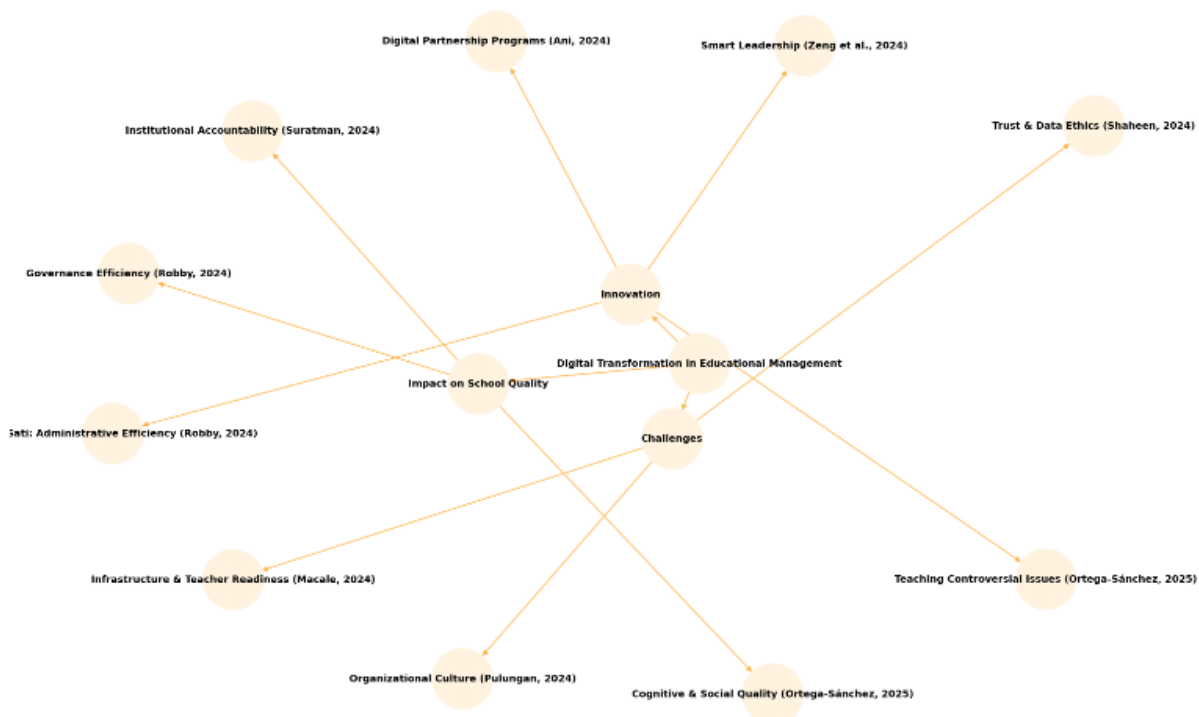 Digital Partnership Programs (Ani, 2024)
Smart Leadership (Zeng et al., 2024)
Trust & Data Ethics (Shaheen, 2024)
Institutional Accountability (Suratman, 2024)
Governance Efficiency (Robby, 2024)
Innovation
Digital Transformation in Educational Management
Impact on School Quality
Sati: Administrative Efficiency (Robby, 2024)
Challenges
Infrastructure & Teacher Readiness (Macale, 2024)
Teaching Controversial Issues (Ortega-Sánchez, 2025)
Organizational Culture (Pulungan, 2024)
Cognitive & Social Quality (Ortega-Sánchez, 2025)